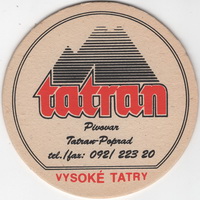 tatran
Pivovar
Tatran-Poprad
tel./fax: 092/ 223 20
VYSOKÉ TATRY